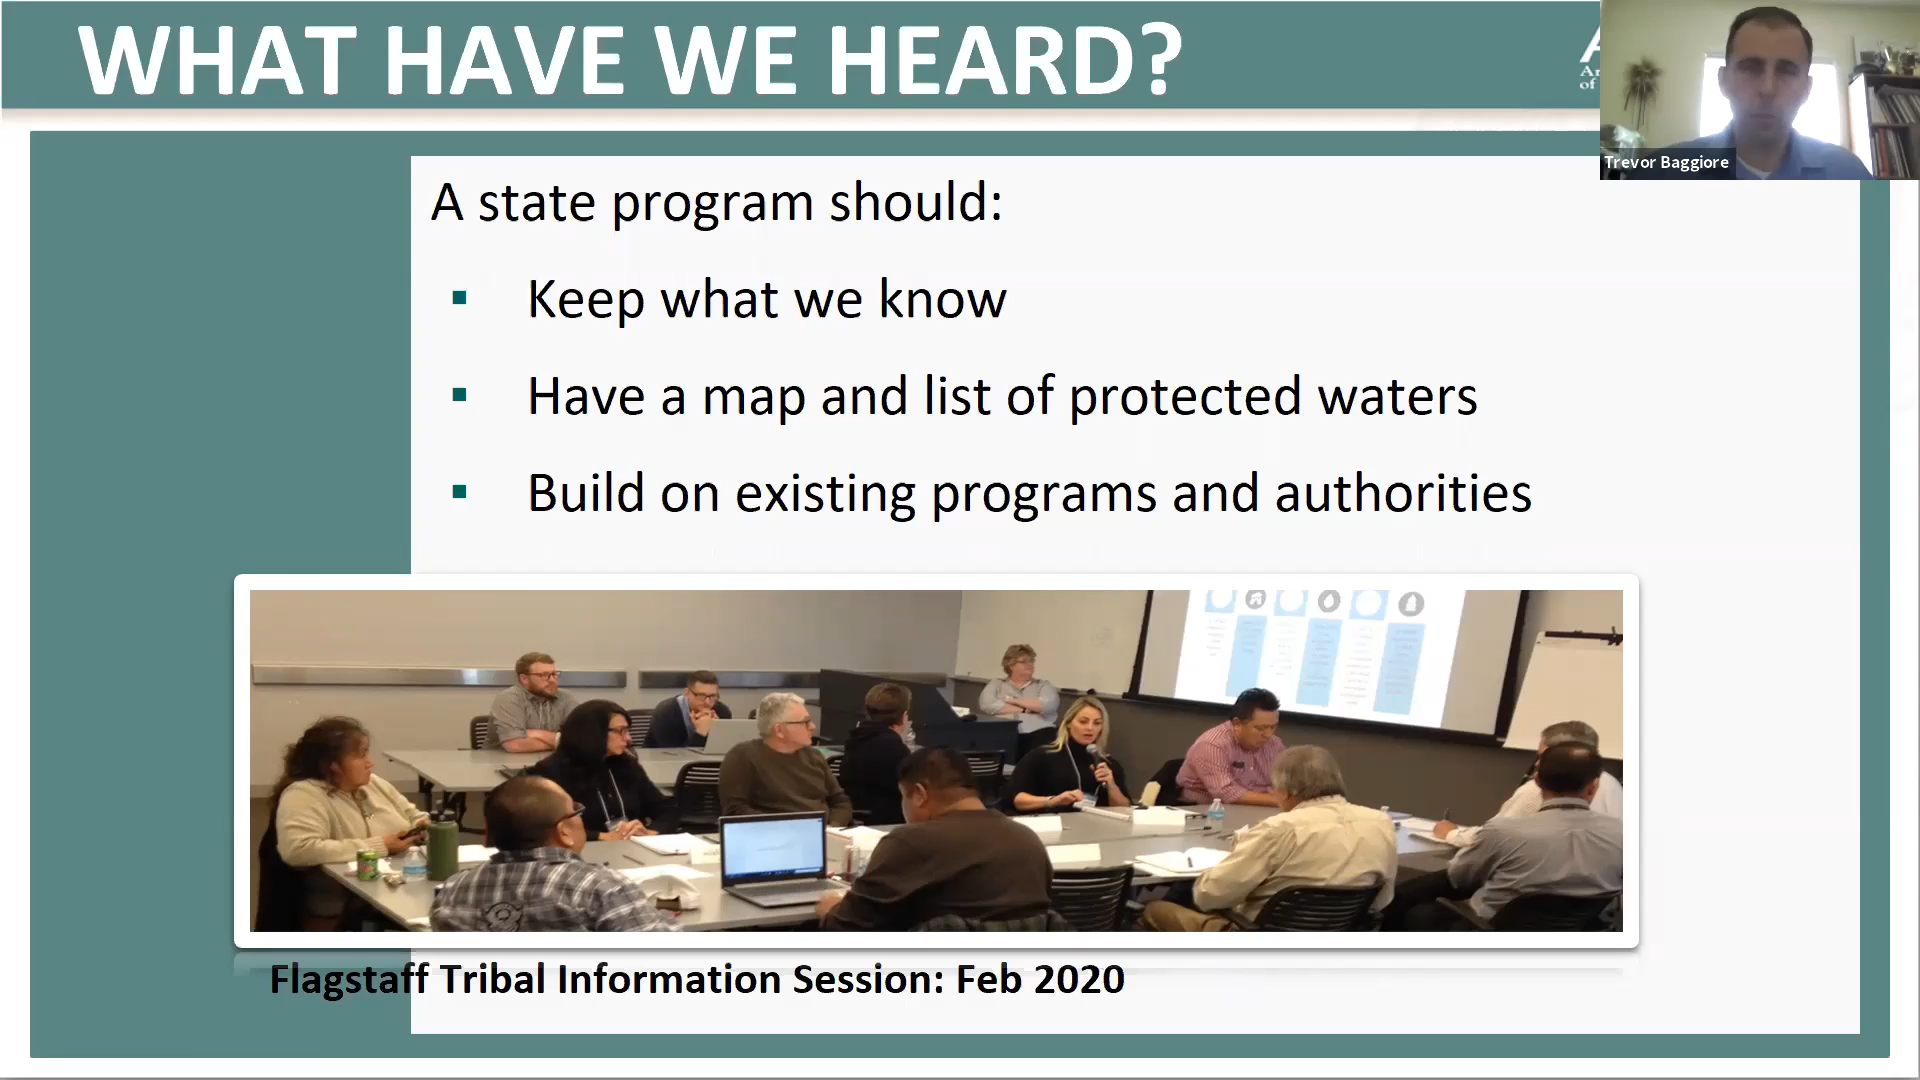 WHAT HAVE WE HEARD?
of
Trevor Baggiore
A state program should:
▪ Keep what we know
▪ Have a map and list of protected waters
▪ Build on existing programs and authorities
Flagstaff Tribal Information Session: Feb 2020